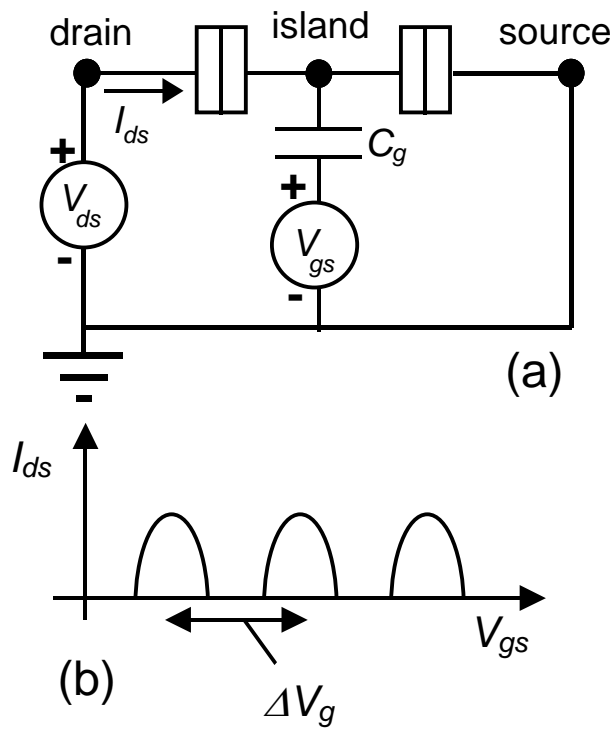 drain
island
source
I_ds
C_g
+
V_ds
-
+
V_gs
-
(a)
I_ds
V_gs
(b)
ΔV_g